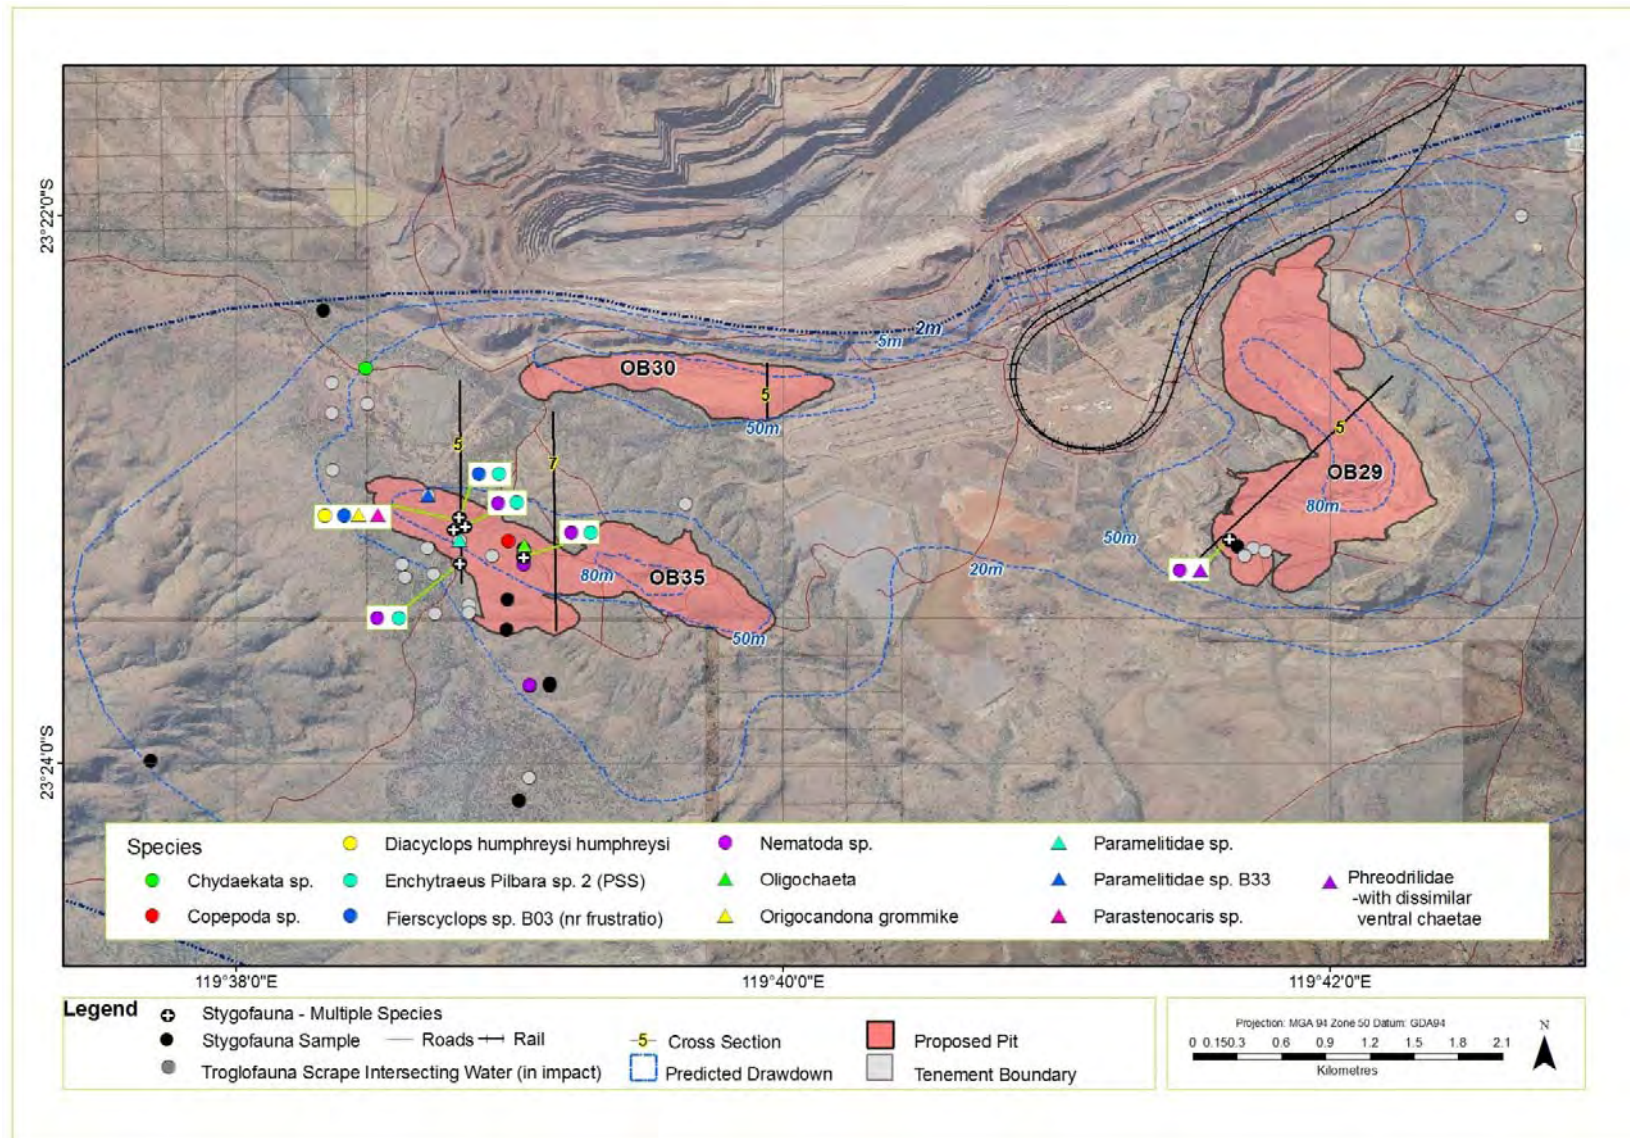 23°22'0"S
2m
5m
OB30
5
50m
5
7
OB29
5
80m
50m
20m
80m
OB35
50m
23°24'0"S
Species
Chydaekata sp.
Copepoda sp.
Diacyclops humphreysi humphreysi
Enchytraeus Pilbara sp. 2 (PSS)
Fierscyclops sp. B03 (nr frustratio)
Nematoda sp.
Oligochaeta
Origocandona grommike
Paramelitidae sp.
Paramelitidae sp. B33
Parastenocaris sp.
Phreodrilidae
-with dissimilar
ventral chaetae
119°38'0"E
119°40'0"E
119°42'0"E
Legend
Stygofauna - Multiple Species
Stygofauna Sample
Troglofauna Scrape Intersecting Water (in impact)
Roads
Rail
5 Cross Section
Predicted Drawdown
Proposed Pit
Tenement Boundary
Projection: MGA 94 Zone 50 Datum: GDA94
0 0.150.3 0.6 0.9 1.2 1.5 1.8 2.1
Kilometres
N